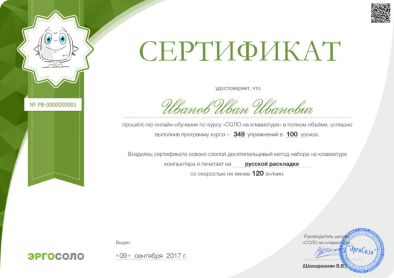 СЕРТИФИКАТ
удостоверяет, что
№ РВ-0000000001
Иванов Иван Иванович
прошёл(-ла) онлайн-обучение по курсу «СОЛО на клавиатуре» в полном объёме, успешно
выполнив программу курса – 349 упражнений в 100 уроках.
Владелец сертификата освоил слепой десятипальцевый метод набора на клавиатуре
компьютера и печатает на русской раскладке
со скоростью не менее 120 зн/мин.
Выдан
«09» сентября 2017 г.
ЭРГОСОЛО
Руководитель школы
«СОЛО на клавиатуре»
ЭргоСоло
(Шахиджанян В.В.)